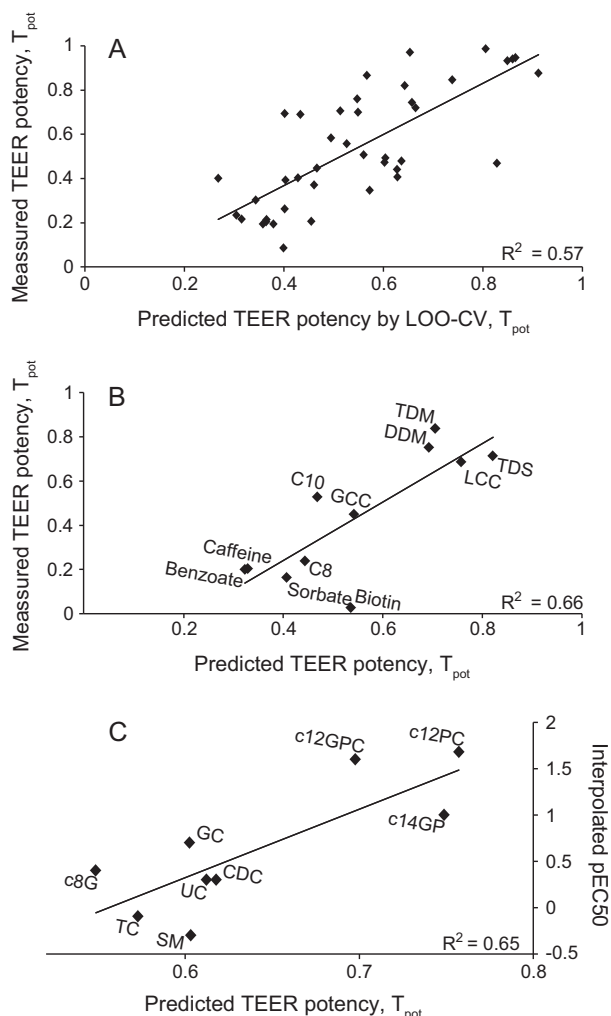 A
Meassured TEER potency, Tpot
1
0.8
0.6
0.4
0.2
0
0 0.2 0.4 0.6 0.8 1
R2 = 0.57
Predicted TEER potency by LOO-CV, Tpot
B
Meassured TEER potency, Tpot
1
0.8
0.6
0.4
0.2
0
TDM
DDM
TDS
LCC
C10
GCC
Caffeine
C8
Benzoate
Sorbate
Biotin
R2 = 0.66
0.2 0.4 0.6 0.8 1
Predicted TEER potency, Tpot
C
c12GPC
c12PC
c14GP
GC
c8G
CDC
UC
TC
SM
R2 = 0.65
2
1.5
1
0.5
0
-0.5
Interpolated pEC50
0.6 0.7 0.8
Predicted TEER potency, Tpot